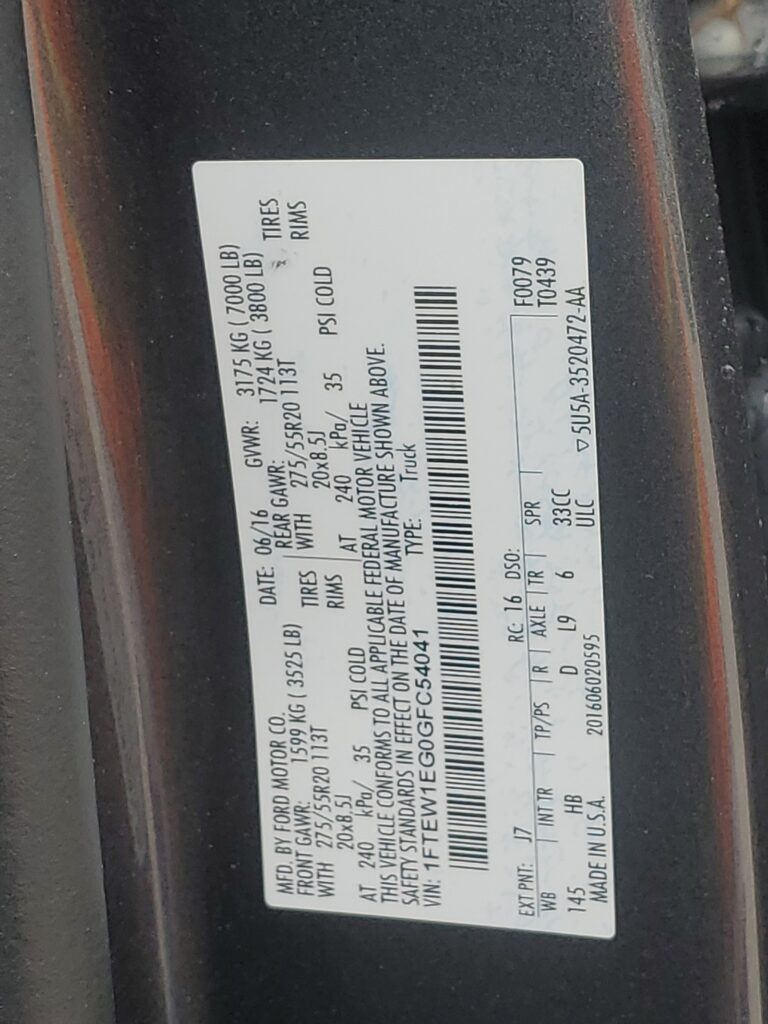 MFD. BY FORD MOTOR CO. DATE: 06/16 GVWR: 3175 KG ( 7000 LB)
FRONT GAWR: 1599 KG ( 3525 LB) REAR GAWR: 1724 KG ( 3800 LB)
WITH 275/55R20 113T TIRES WITH 275/55R20 113T TIRES
20x8.5J RIMS 20x8.5J RIMS
AT 240 kPa/ 35 PSI COLD AT 240 kPa/ 35 PSI COLD
THIS VEHICLE CONFORMS TO ALL APPLICABLE FEDERAL MOTOR VEHICLE
SAFETY STANDARDS IN EFFECT ON THE DATE OF MANUFACTURE SHOWN ABOVE.
VIN: 1FTEW1EG0GFC54041 TYPE: Truck
EXT PNT: J7 RC: 16 DSO: F0079
WB INT TR TP/PS R AXLE TR SPR T0439
145 HB D L9 6 33CC
ULC
MADE IN U.S.A. 201606020595 ▽5U5A-3520472-AA